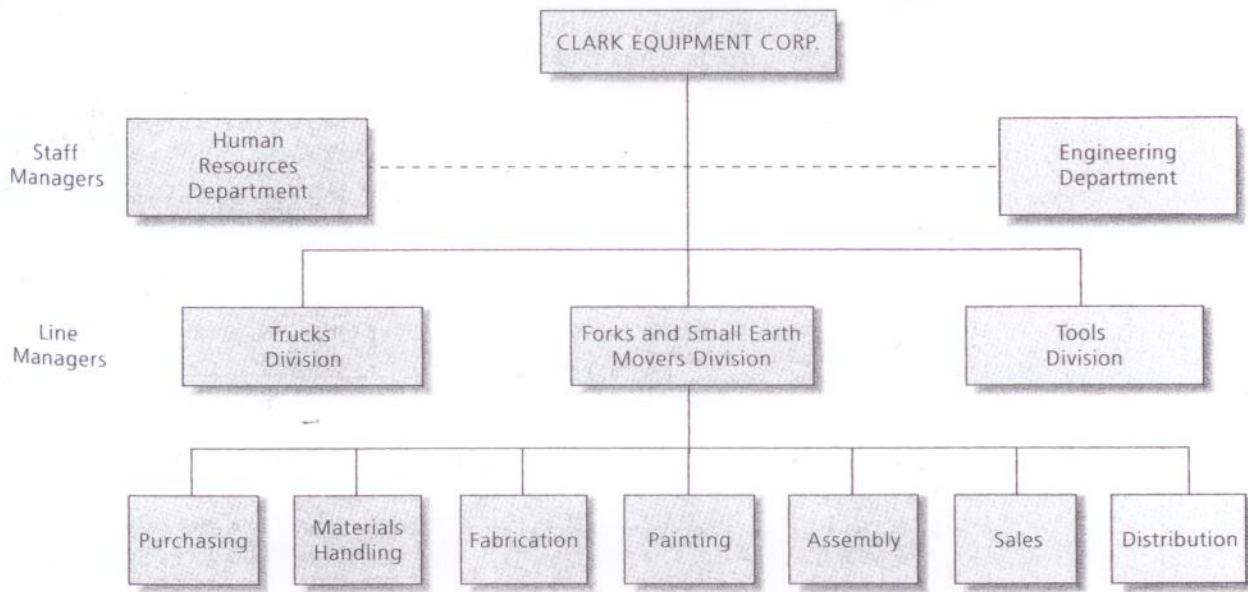 CLARK EQUIPMENT CORP.
Staff
Managers
Human
Resources
Department
Engineering
Department
Line
Managers
Trucks
Division
Forks and Small Earth
Movers Division
Tools
Division
Purchasing
Materials
Handling
Fabrication
Painting
Assembly
Sales
Distribution